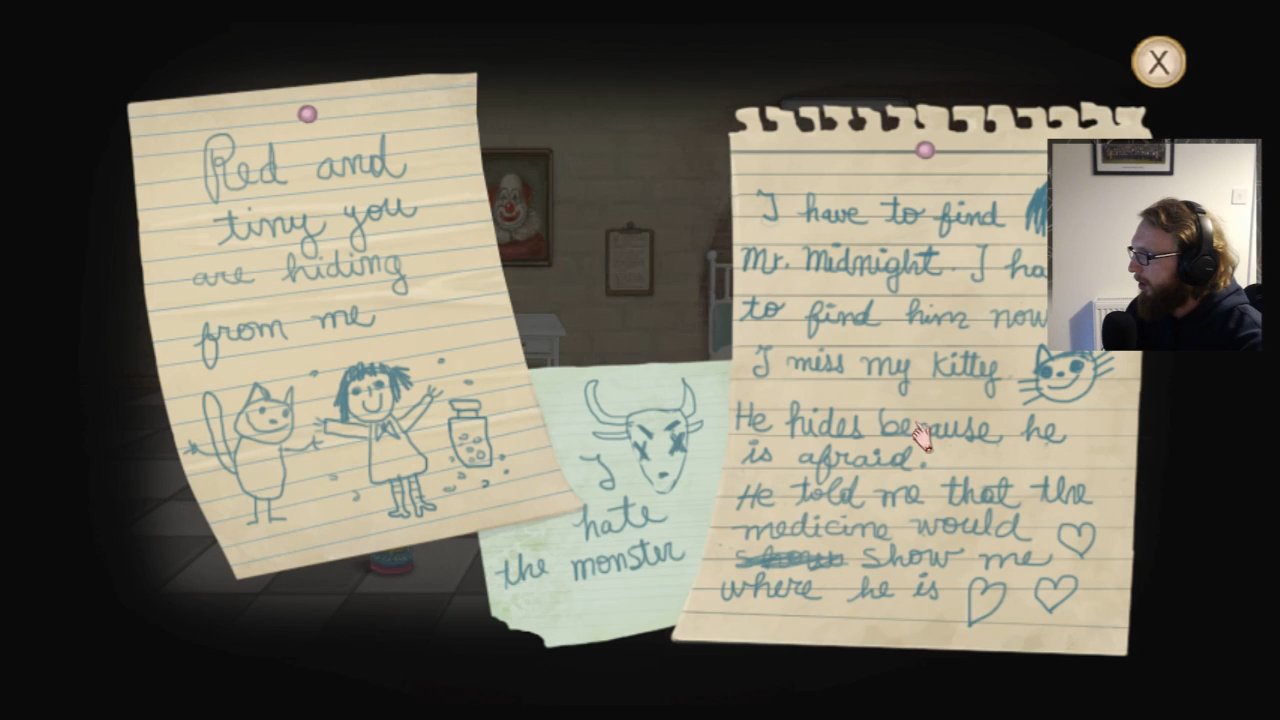 Red and
tiny you
are hiding
from me
I
hate
the monster
I have to find
Mr. Midnight. I ha
to find him now
I miss my kitty
He hides because he
is afraid.
He told me that the
medicine would
show me
where he is
X